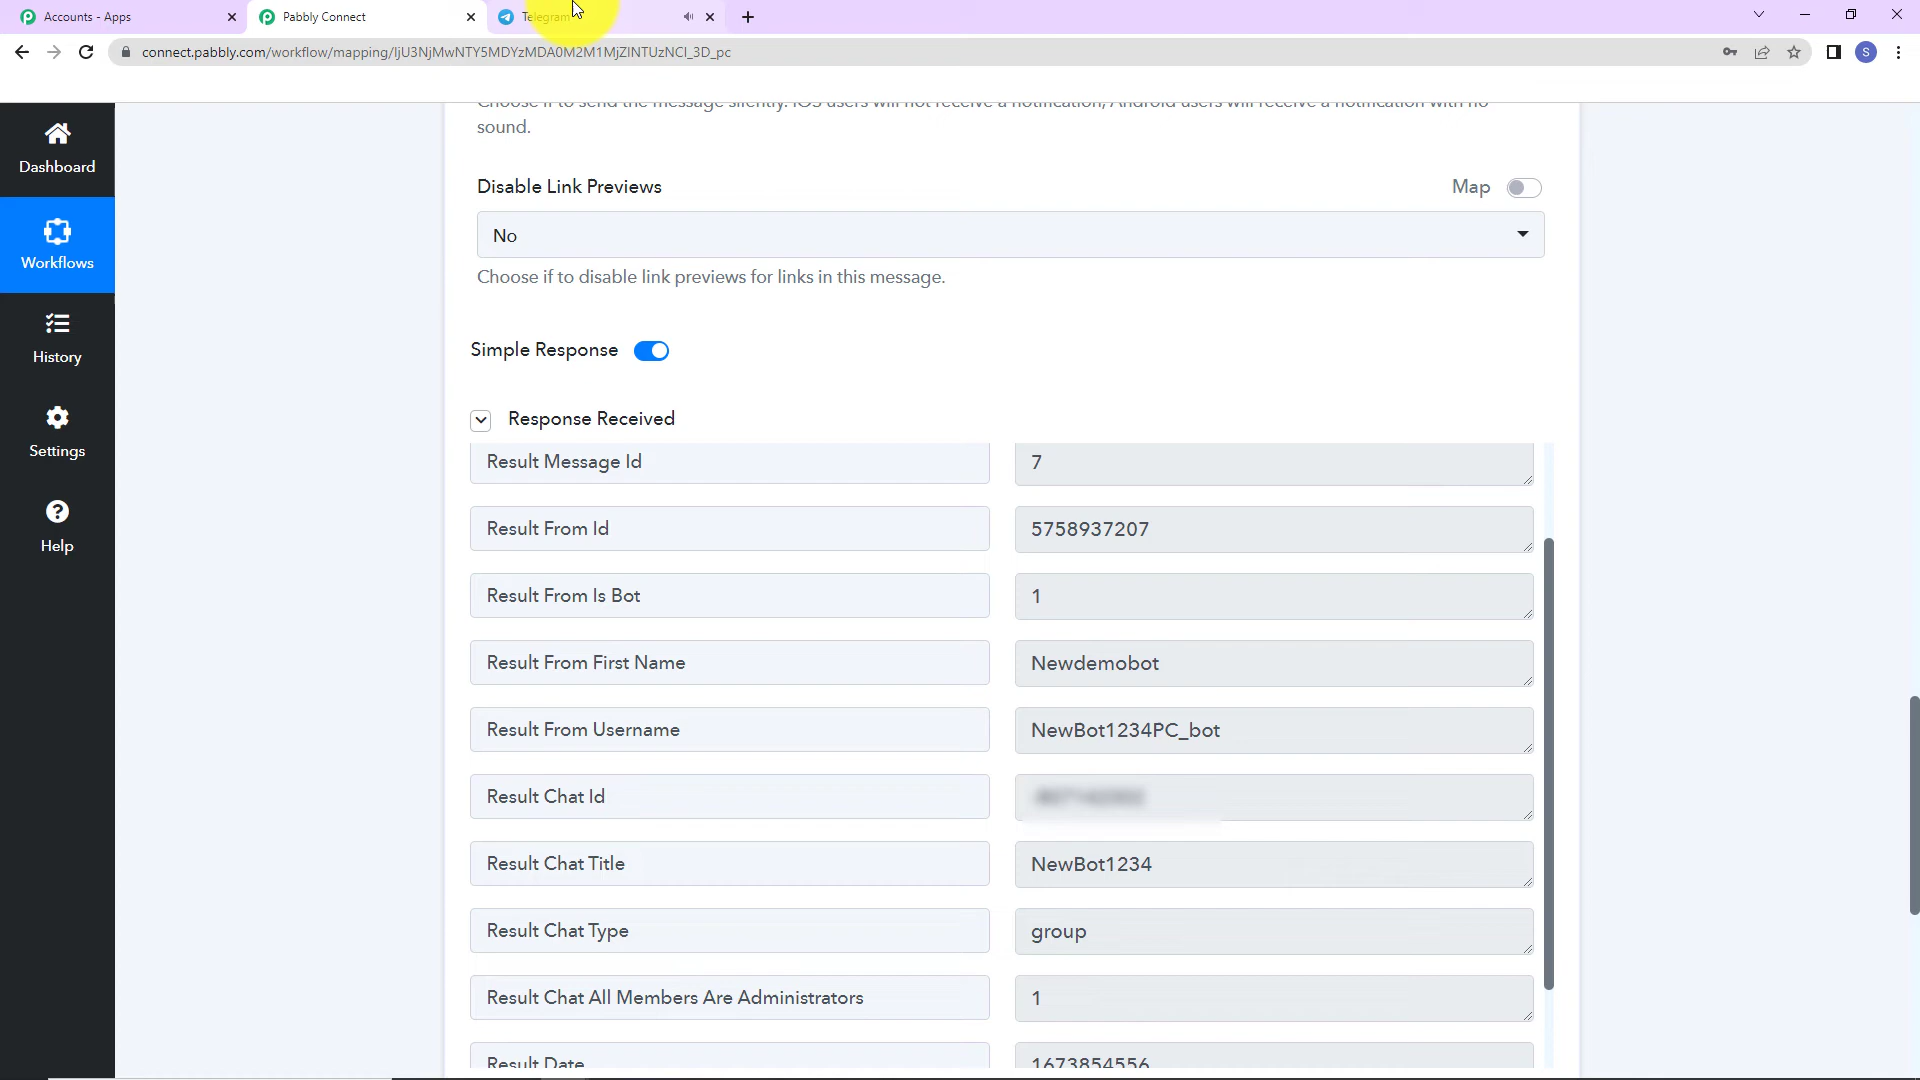 Accounts - Apps
Pabbly Connect
Telegram
connect.pabbly.com/workflow/mapping/IjU3NjMwNTY5MDYzMDA0M2M1MjZlNTUzNCI_3D_pc
S
Choose if to send the message silently. iOS users will not receive a notification, Android users will receive a notification with no
sound.
Dashboard
Disable Link Previews
Map
No
Workflows
Choose if to disable link previews for links in this message.
Simple Response
History
Response Received
Settings
Result Message Id
7
Result From Id
5758937207
Help
Result From Is Bot
1
Result From First Name
Newdemobot
Result From Username
NewBot1234PC_bot
Result Chat Id
Result Chat Title
NewBot1234
Result Chat Type
group
Result Chat All Members Are Administrators
1
Result Date
1673854556